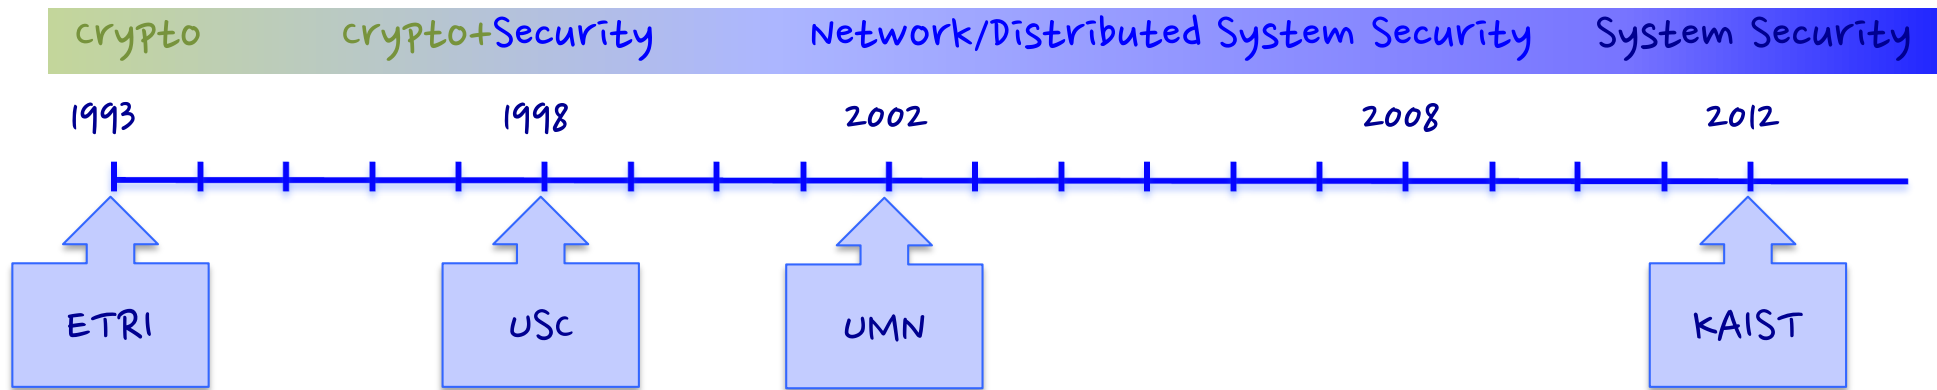 Crypto Crypto+Security Network/Distributed System Security System Security
1993 1998 2002 2008 2012
ETRI USC UMN KAIST